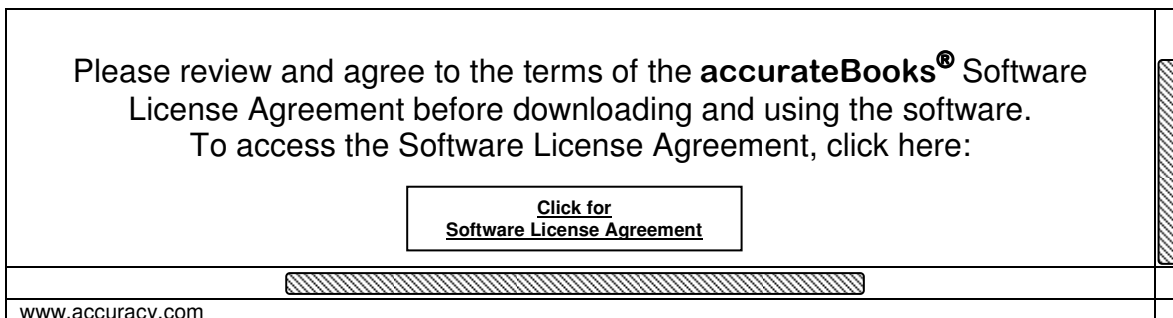 Please review and agree to the terms of the accurateBooks® Software
License Agreement before downloading and using the software.
To access the Software License Agreement, click here:
Click for
Software License Agreement
www.accuracy.com